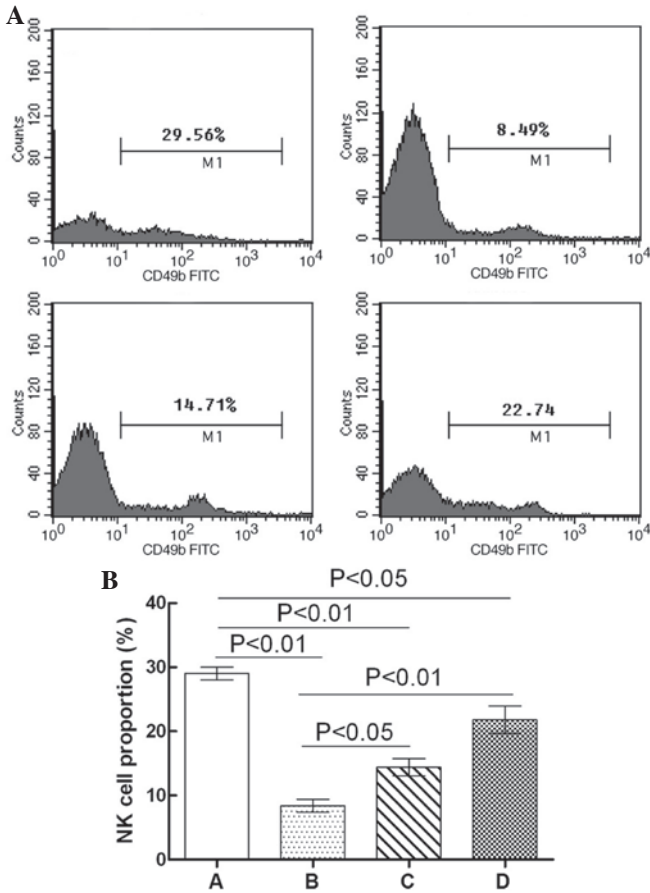 A
200
160
120
80
40
0
Counts
29.56%
M1
10^0 10^1 10^2 10^3 10^4
CD49b FITC
200
160
120
80
40
0
Counts
8.49%
M1
10^0 10^1 10^2 10^3 10^4
CD49b FITC
200
160
120
80
40
0
Counts
14.71%
M1
10^0 10^1 10^2 10^3 10^4
CD49b FITC
200
160
120
80
40
0
Counts
22.74
M1
10^0 10^1 10^2 10^3 10^4
CD49b FITC
B
P<0.05
P<0.01
P<0.01
P<0.01
P<0.05
40
30
20
10
0
NK cell proportion (%)
A B C D